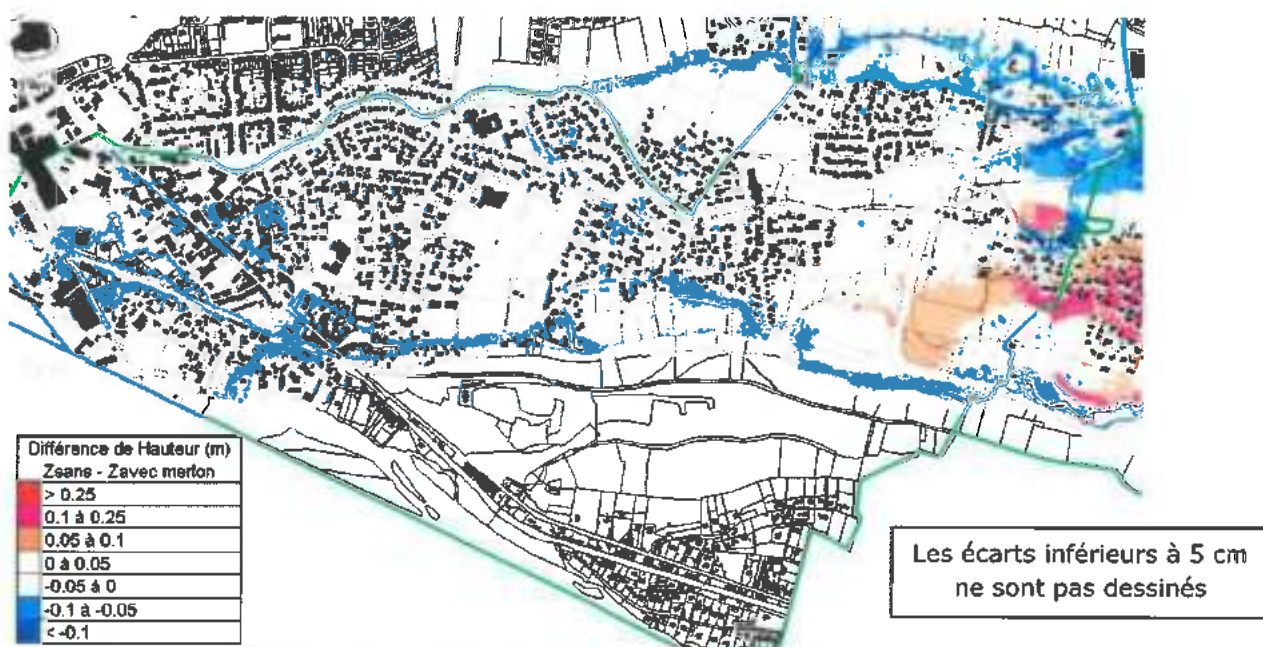 Différence de Hauteur (m)
Zsans - Zavec merlon
> 0.25
0.1 à 0.25
0.05 à 0.1
0 à 0.05
-0.05 à 0
-0.1 à -0.05
< -0.1
Les écarts inférieurs à 5 cm
ne sont pas dessinés